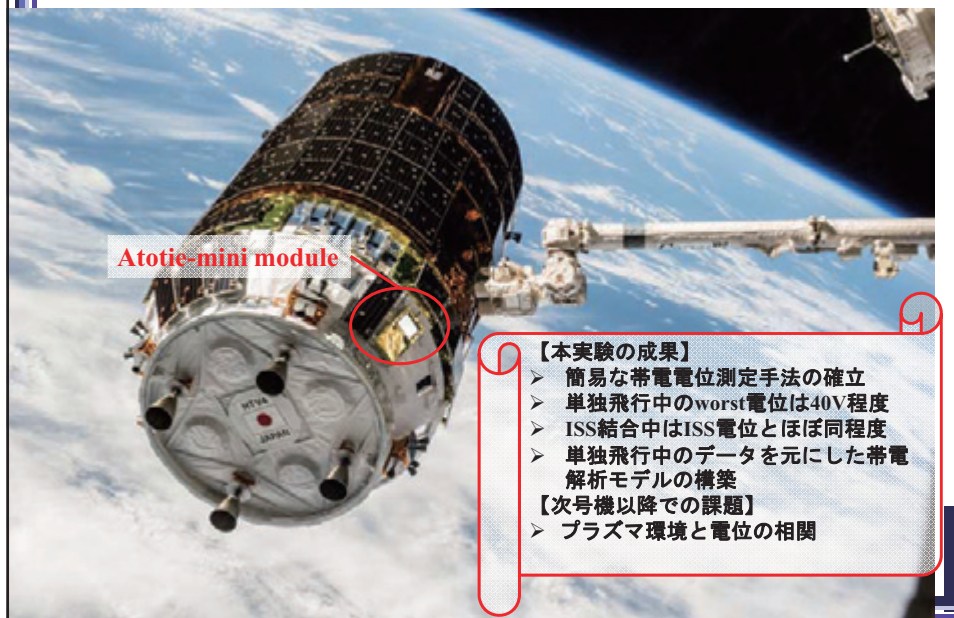 Atotie-mini module
HTV4
JAPAN
【本実験の成果】
➢ 簡易な帯電電位測定手法の確立
➢ 単独飛行中のworst電位は40V程度
➢ ISS結合中はISS電位とほぼ同程度
➢ 単独飛行中のデータを元にした帯電
解析モデルの構築
【次号機以降での課題】
➢ プラズマ環境と電位の相関